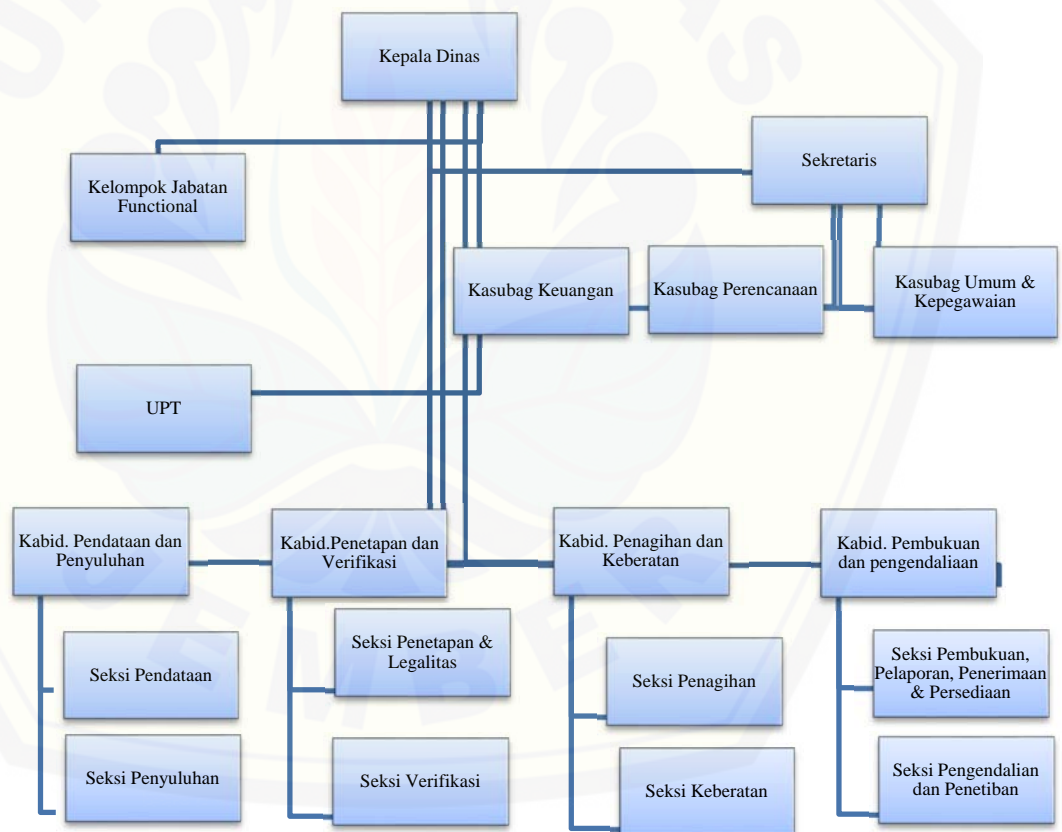 Kepala Dinas
Sekretaris
Kelompok Jabatan
Functional
Kasubag Keuangan
Kasubag Perencanaan
Kasubag Umum &
Kepegawaian
UPT
Kabid. Pendataan dan
Penyuluhan
Kabid.Penetapan dan
Verifikasi
Kabid. Penagihan dan
Keberatan
Kabid. Pembukuan
dan pengendaliaan
Seksi Pendataan
Seksi Penetapan &
Legalitas
Seksi Penagihan
Seksi Pembukuan,
Pelaporan, Penerimaan
& Persediaan
Seksi Penyuluhan
Seksi Verifikasi
Seksi Keberatan
Seksi Pengendalian
dan Penetiban
JEMBER